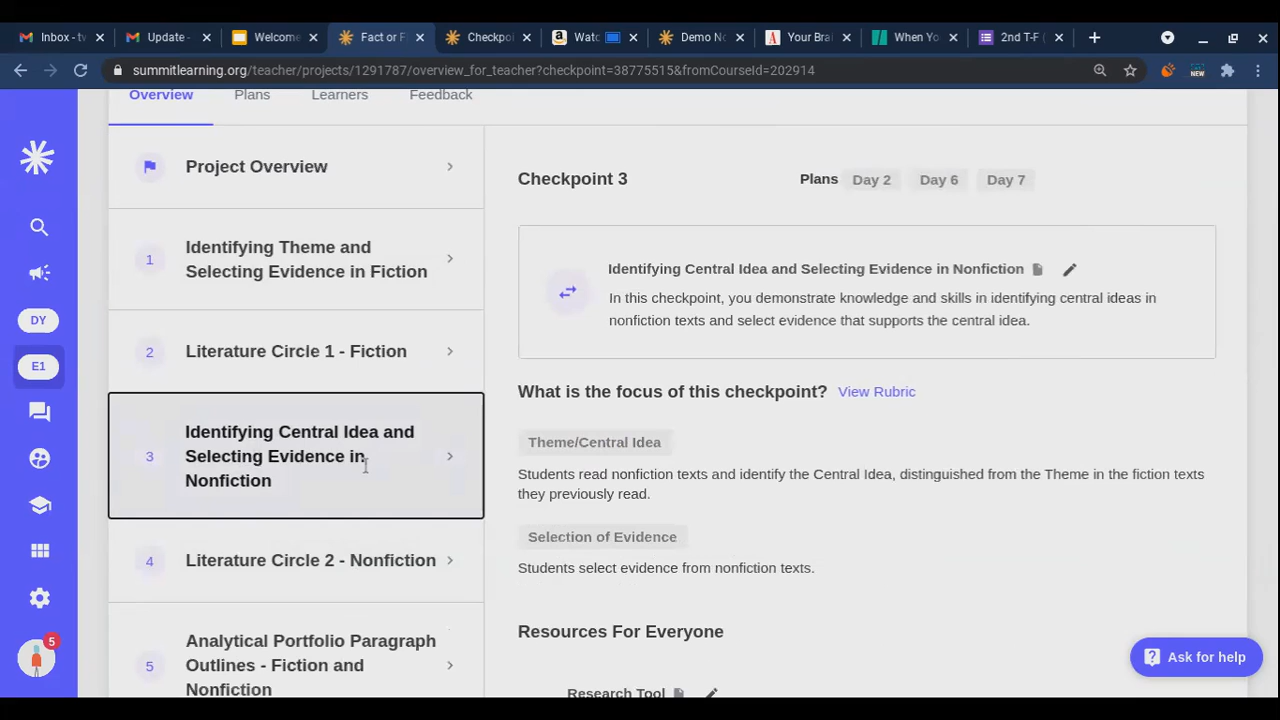 Inbox - tw
Update -
Welcome
Fact or F
Checkpoi
Watc
Demo No
Your Brai
When Yo
2nd T-F (
summitlearning.org/teacher/projects/1291787/overview_for_teacher?checkpoint=38775515&fromCourseId=202914
NEW
Overview
Plans
Learners
Feedback
DY
E1
5
Project Overview
1
Identifying Theme and
Selecting Evidence in Fiction
2
Literature Circle 1 - Fiction
3
Identifying Central Idea and
Selecting Evidence in
Nonfiction
4
Literature Circle 2 - Nonfiction
5
Analytical Portfolio Paragraph
Outlines - Fiction and
Nonfiction
Checkpoint 3
Plans
Day 2
Day 6
Day 7
Identifying Central Idea and Selecting Evidence in Nonfiction
In this checkpoint, you demonstrate knowledge and skills in identifying central ideas in
nonfiction texts and select evidence that supports the central idea.
What is the focus of this checkpoint? View Rubric
Theme/Central Idea
Students read nonfiction texts and identify the Central Idea, distinguished from the Theme in the fiction texts
they previously read.
Selection of Evidence
Students select evidence from nonfiction texts.
Resources For Everyone
Research Tool
Ask for help